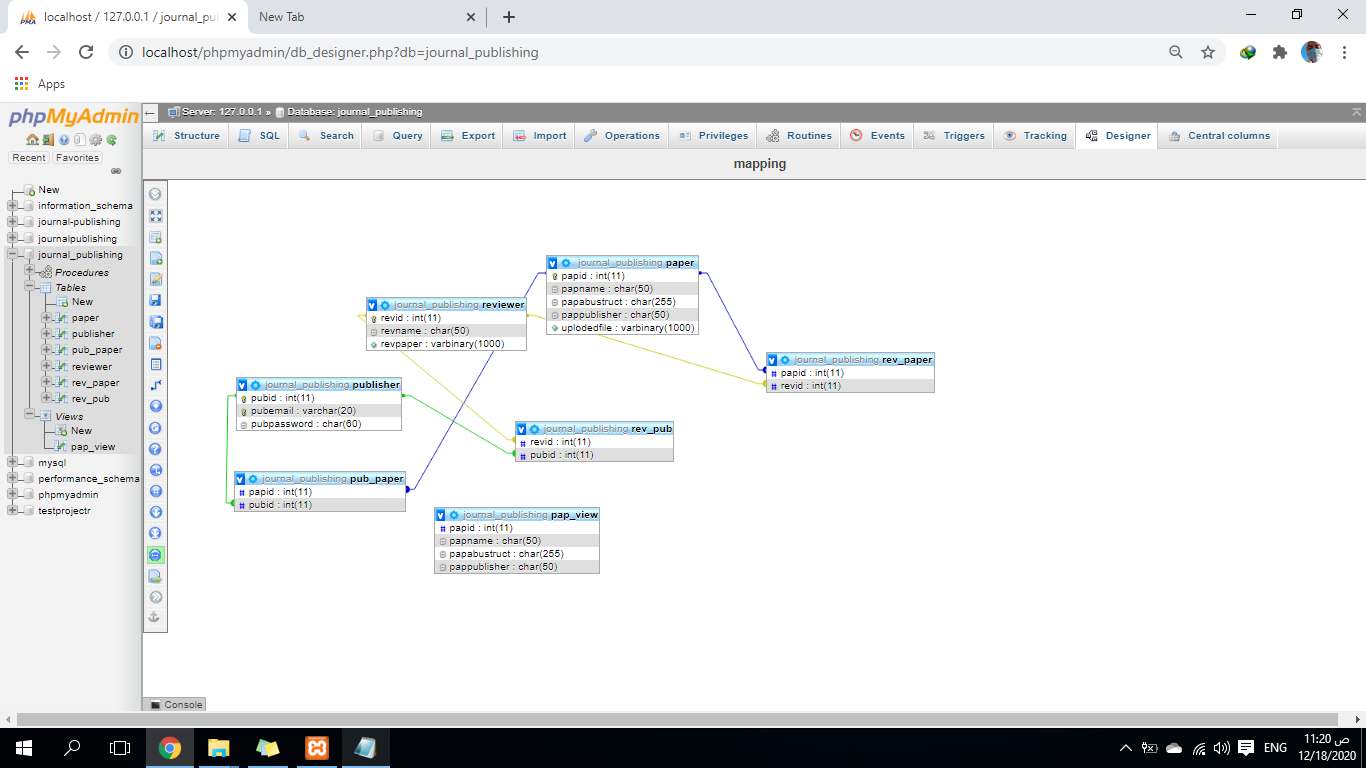 localhost / 127.0.0.1 / journal_pu
New Tab
localhost/phpmyadmin/db_designer.php?db=journal_publishing
Apps
phpMyAdmin
Recent Favorites
New
information_schema
journal-publishing
journalpublishing
journal_publishing
Procedures
Tables
New
paper
publisher
pub_paper
reviewer
rev_paper
rev_pub
Views
New
pap_view
mysql
performance_schema
phpmyadmin
testprojectr
Server: 127.0.0.1 » Database: journal_publishing
Structure SQL Search Query Export Import Operations Privileges Routines Events Triggers Tracking Designer Central columns
mapping
journal_publishing paper
papid : int(11)
papname : char(50)
papabustruct : char(255)
pappublisher : char(50)
uplodedfile : varbinary(1000)
journal_publishing reviewer
revid : int(11)
revname : char(50)
revpaper : varbinary(1000)
journal_publishing rev_paper
papid : int(11)
revid : int(11)
journal_publishing publisher
pubid : int(11)
pubemail : varchar(20)
pubpassword : char(60)
journal_publishing rev_pub
revid : int(11)
pubid : int(11)
journal_publishing pub_paper
papid : int(11)
pubid : int(11)
journal_publishing pap_view
papid : int(11)
papname : char(50)
papabustruct : char(255)
pappublisher : char(50)
Console
ENG
11:20 ص
12/18/2020